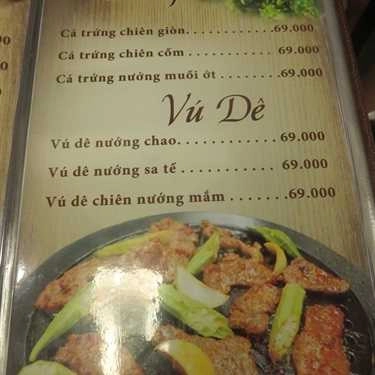 Cá trứng chiên giòn............69.000
Cá trứng chiên cốm............69.000
Cá trứng nướng muối ớt.........69.000
Vú Dê
Vú dê nướng chao............69.000
Vú dê nướng sa tế............69.000
Vú dê chiên nướng mắm.......69.000